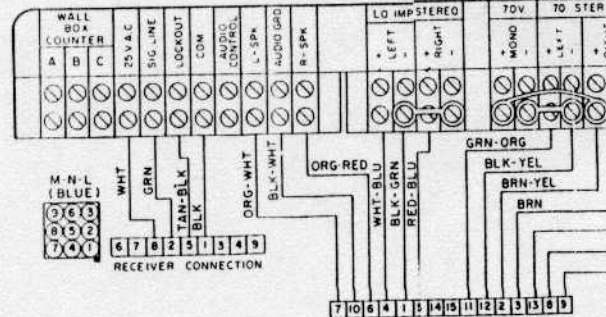 WALL
BOX
COUNTER
A B C
25 V A.C
SIG. LINE
LOCKOUT
COM
AUDIO
CONTROL
L-SPK
AUDIO GRD
R-SPK
LO IMP STEREO
+ LEFT -
+ RIGHT -
70V
+ MONO -
70 STER
+ LEFT -
WHT
GRN
TAN-BLK
BLK
ORG-WHT
BLK-WHT
ORG-RED
WHT-BLU
BLK-GRN
RED-BLU
GRN-ORG
BLK-YEL
BRN-YEL
BRN
M-N-L
(BLUE)
9 6 3
8 5 2
7 4 1
6 7 8 2 5 1 3 4 9
RECEIVER CONNECTION
7 10 6 4 1 5 14 15 11 12 2 3 13 8 9